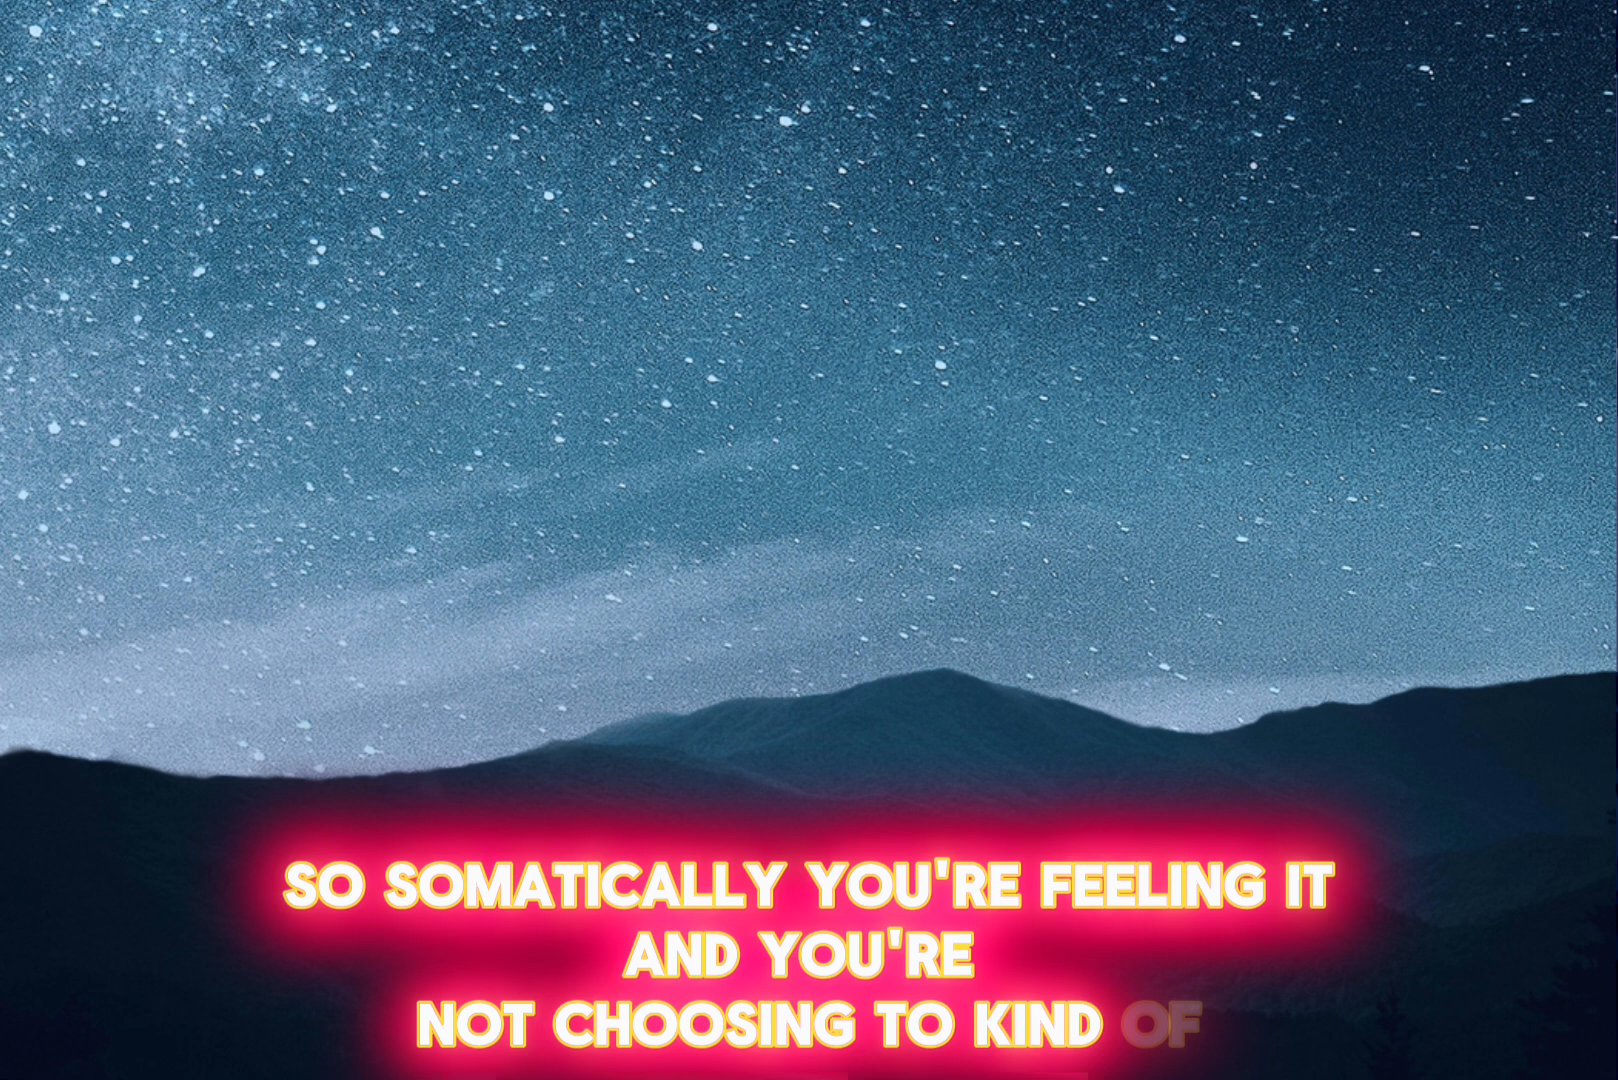 SO SOMATICALLY YOU'RE FEELING IT
AND YOU'RE
NOT CHOOSING TO KIND OF